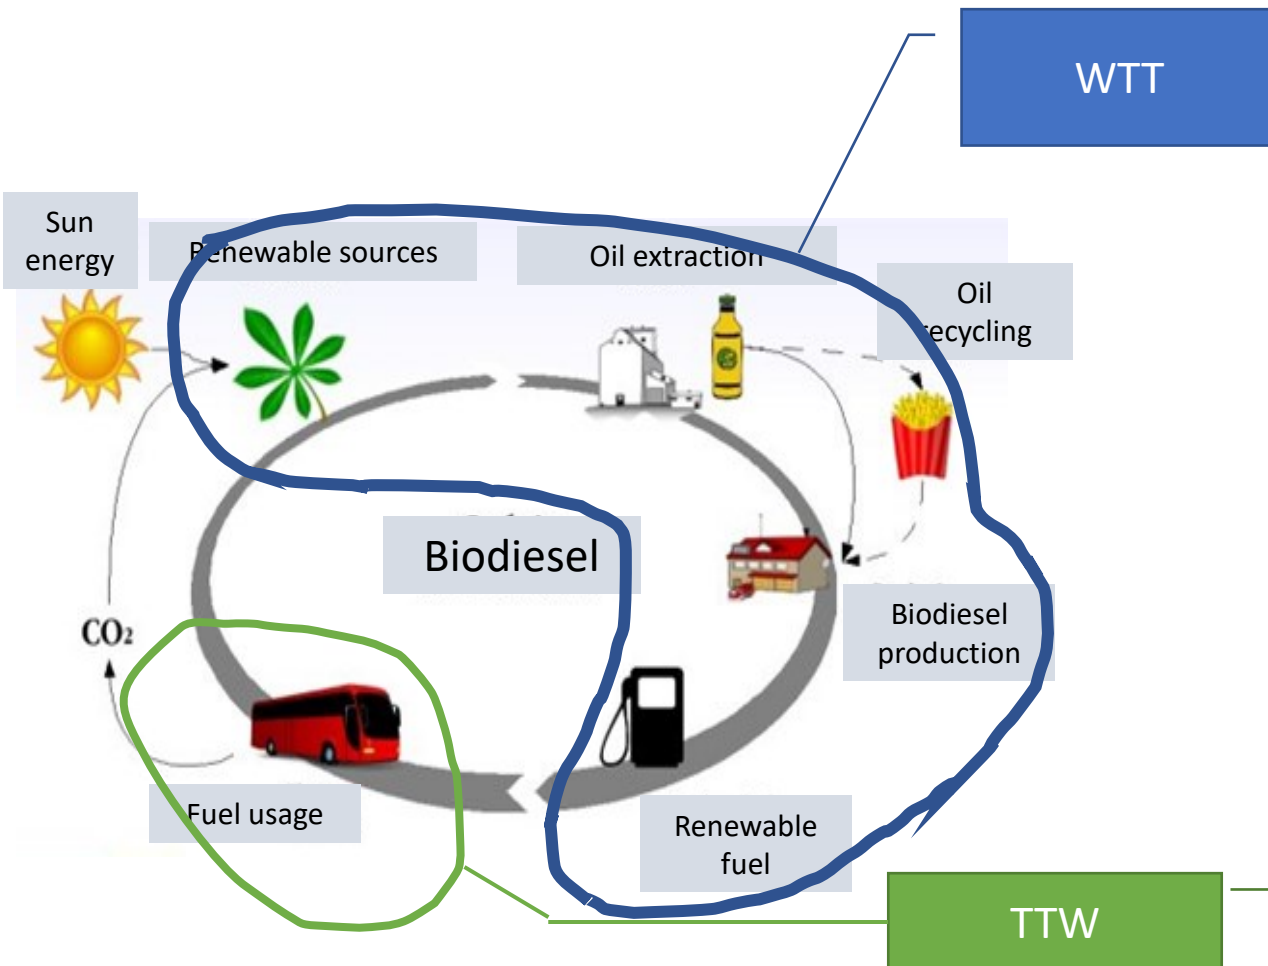 WTT
Sun
energy
Renewable sources
Oil extraction
Oil
recycling
Biodiesel
Biodiesel
production
CO₂
Fuel usage
Renewable
fuel
TTW